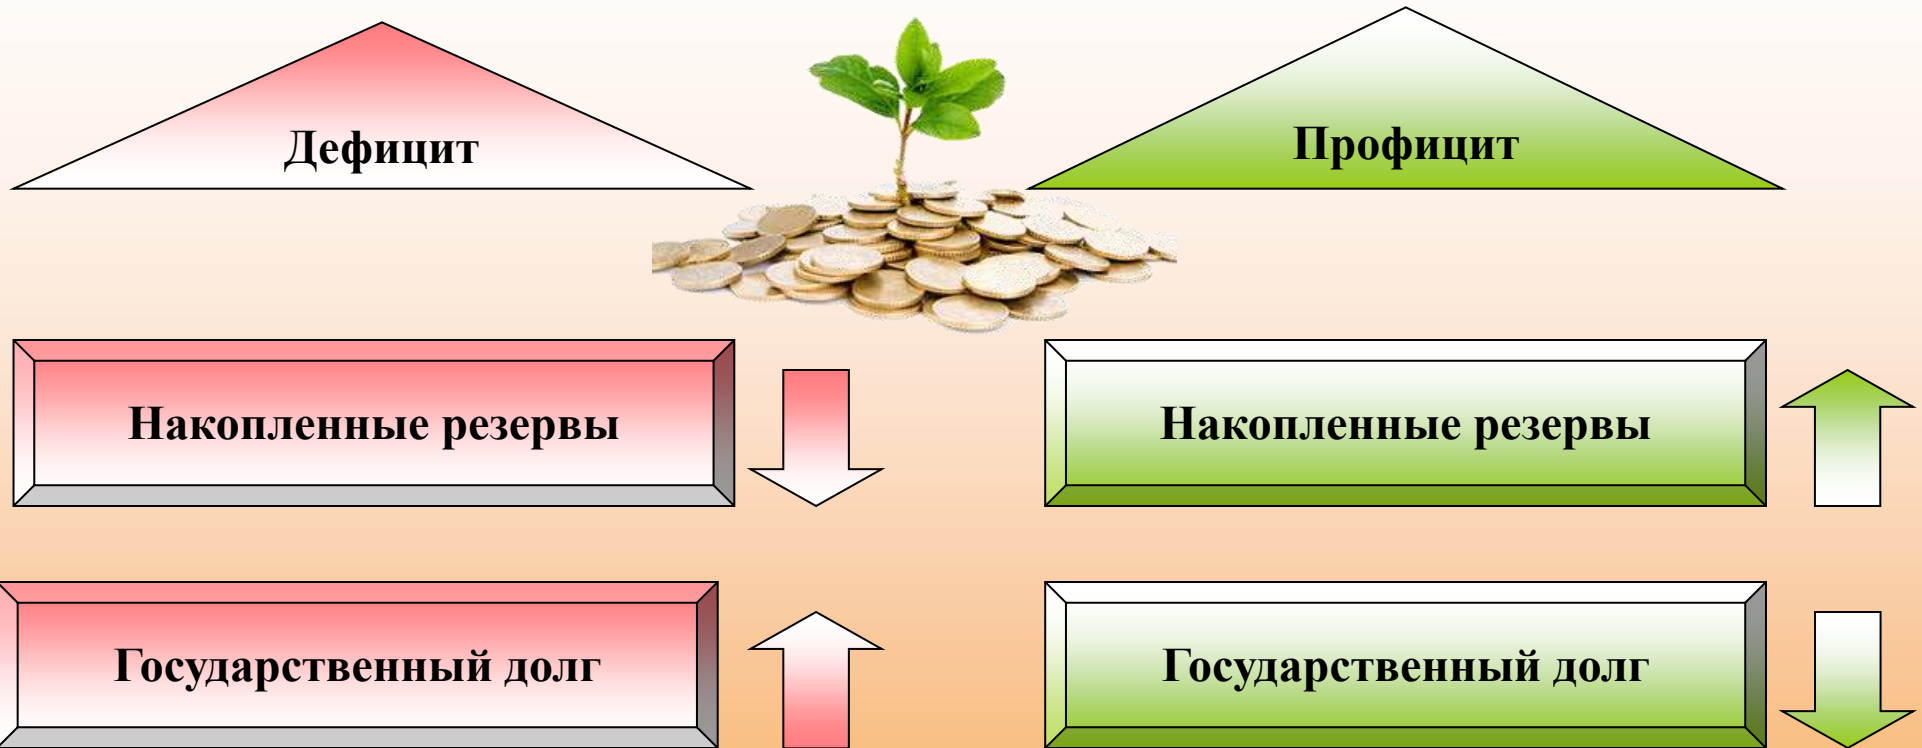 Дефицит
Профицит
Накопленные резервы
Накопленные резервы
Государственный долг
Государственный долг